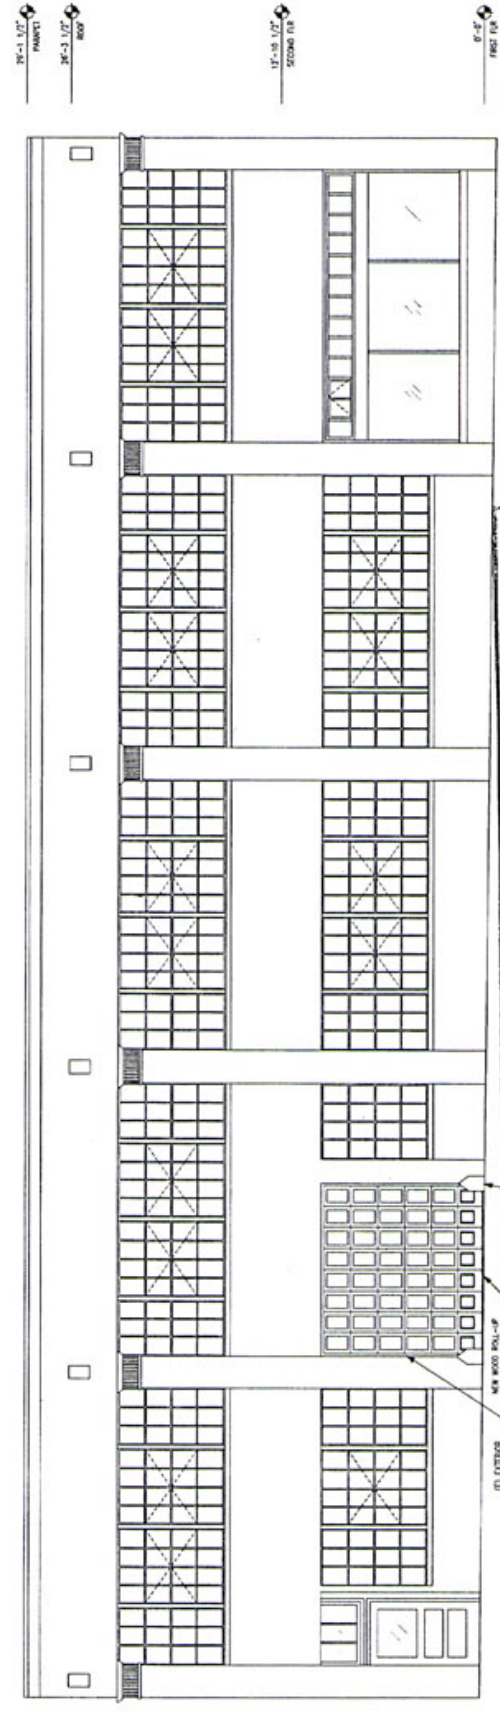 29'-1 1/2"
PARAPET
26'-3 1/2"
ROOF
12'-10 1/2"
SECOND FLR
0'-0"
FIRST FLR
NEW WOOD ROLL-UP
(E) EXTERIOR